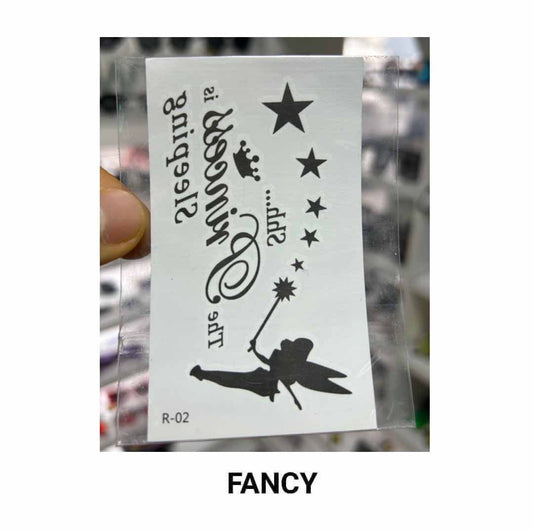 Shh...
The Princess is
Sleeping
R-02
FANCY